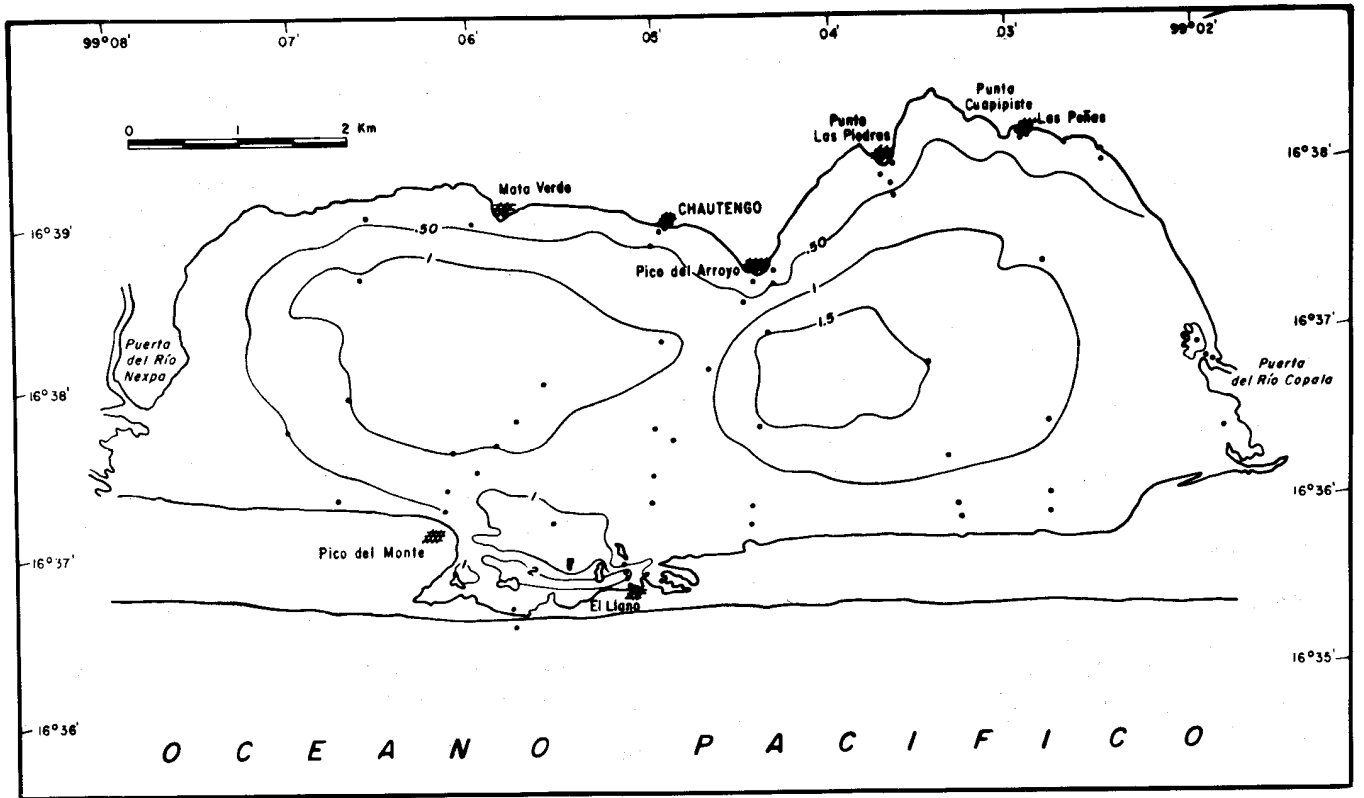 99°08' 07' 06' 05' 04' 03' 99°02'
0 1 2 Km
Punta
Cuapipiste
Las Peñas
Punta
Las Piedras
16°38'
Mata Verde
CHAUTENGO
16°39'
.50
.50
Pico del Arroyo
1
1
1.5
16°37'
Puerta
del Río
Nexpa
Puerta
del Río Copala
16°38'
1
16°36'
Pico del Monte
16°37'
1
2
El Llano
16°35'
16°36'
OCEANO PACIFICO